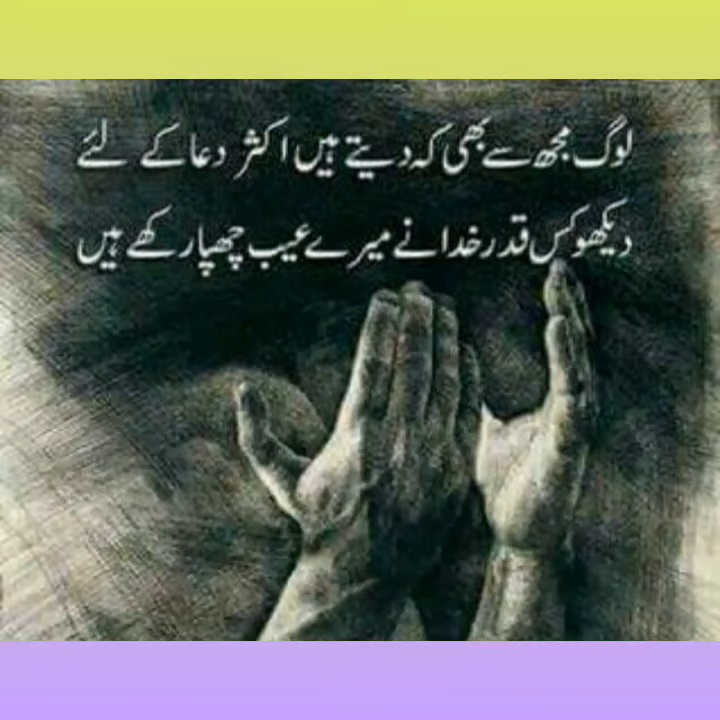 لوگ مجھ سے بھی کہ دیتے ہیں اکثر دعا کے لئے
دیکھو کس قدر خدا نے میرے عیب چھپا رکھے ہیں